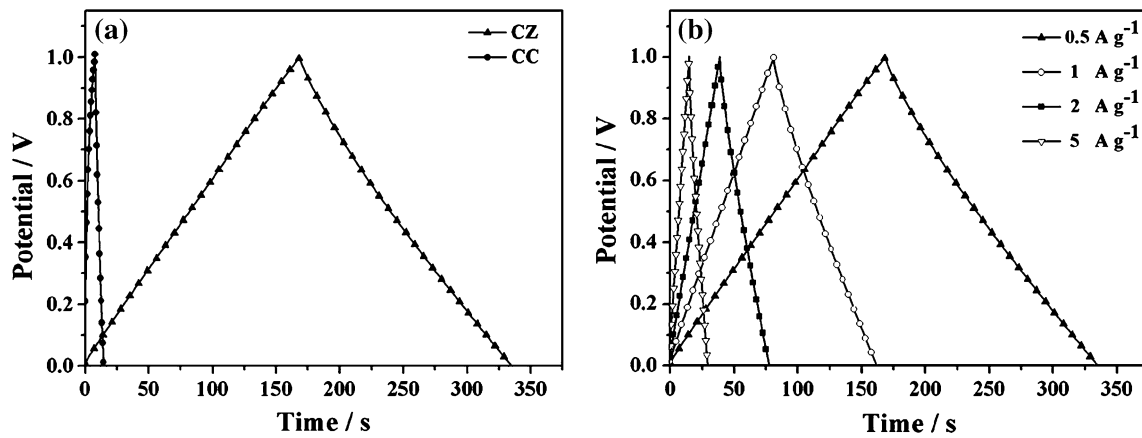 (a)
CZ
CC
1.0
0.8
0.6
0.4
0.2
0.0
Potential / V
0 50 100 150 200 250 300 350
Time / s
(b)
0.5 A g⁻¹
1 A g⁻¹
2 A g⁻¹
5 A g⁻¹
1.0
0.8
0.6
0.4
0.2
0.0
Potential / V
0 50 100 150 200 250 300 350
Time / s